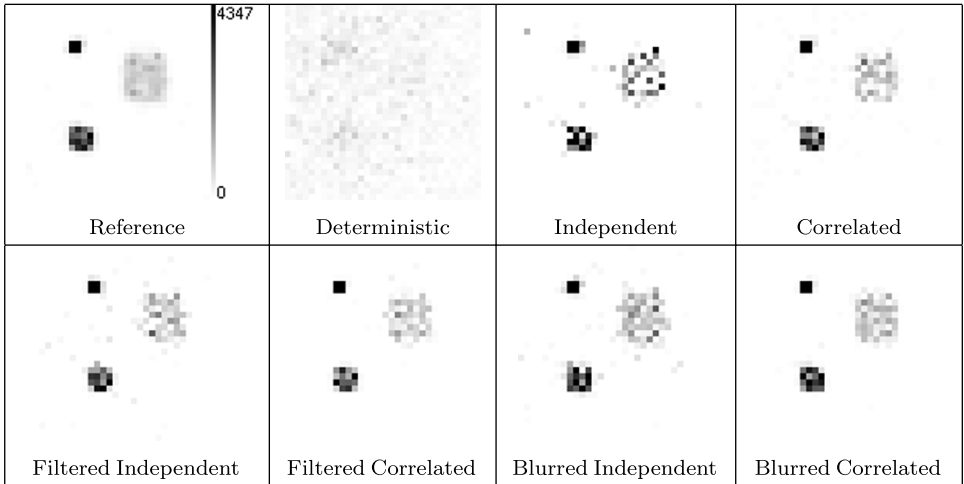 4347
0
Reference
Deterministic
Independent
Correlated
Filtered Independent
Filtered Correlated
Blurred Independent
Blurred Correlated